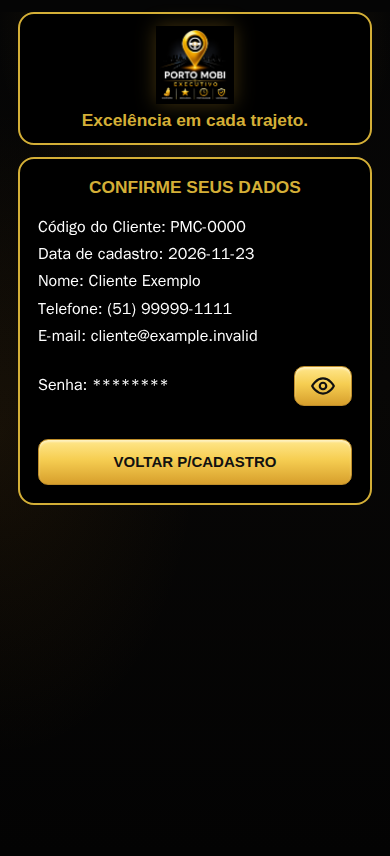 PORTO MOBI
EXECUTIVO
Excelência em cada trajeto.
CONFIRME SEUS DADOS
Código do Cliente: PMC-0000
Data de cadastro: 2026-11-23
Nome: Cliente Exemplo
Telefone: (51) 99999-1111
E-mail: cliente@example.invalid
Senha: ********
VOLTAR P/CADASTRO